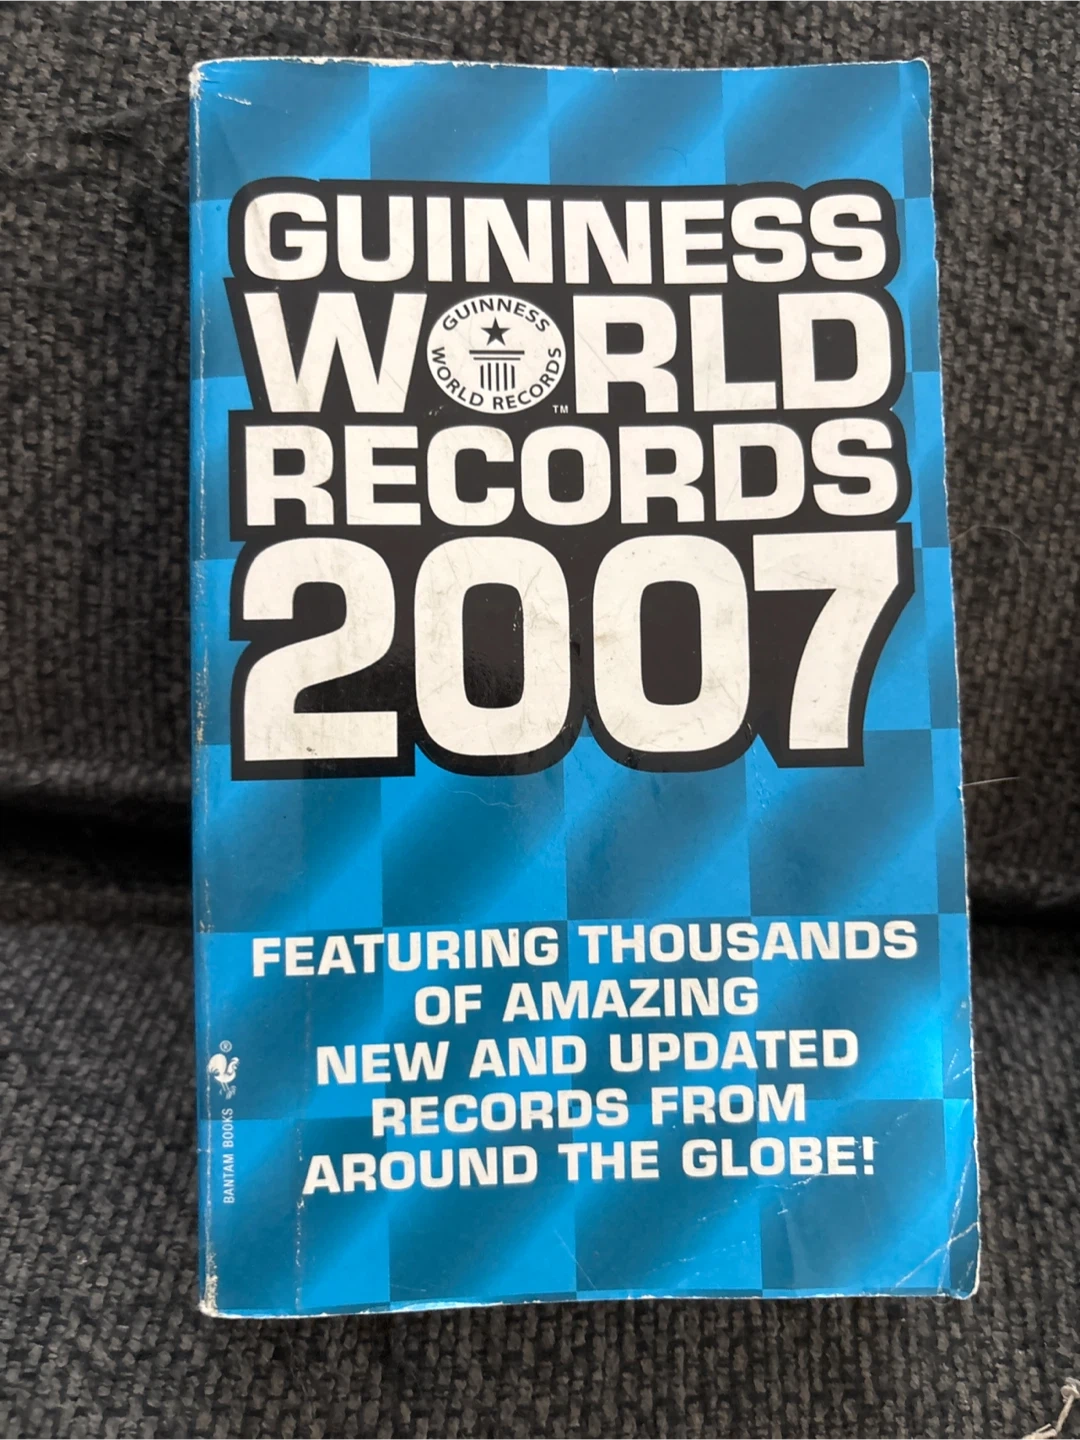 GUINNESS
WORLD
GUINNESS WORLD RECORDS
TM
RECORDS
2007
FEATURING THOUSANDS
OF AMAZING
NEW AND UPDATED
RECORDS FROM
AROUND THE GLOBE!
BANTAM BOOKS ®